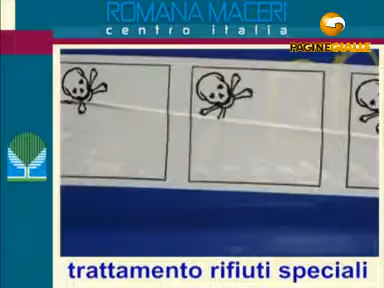 ROMANA MACERI
centro italia
PAGINEGIALLE
trattamento rifiuti speciali